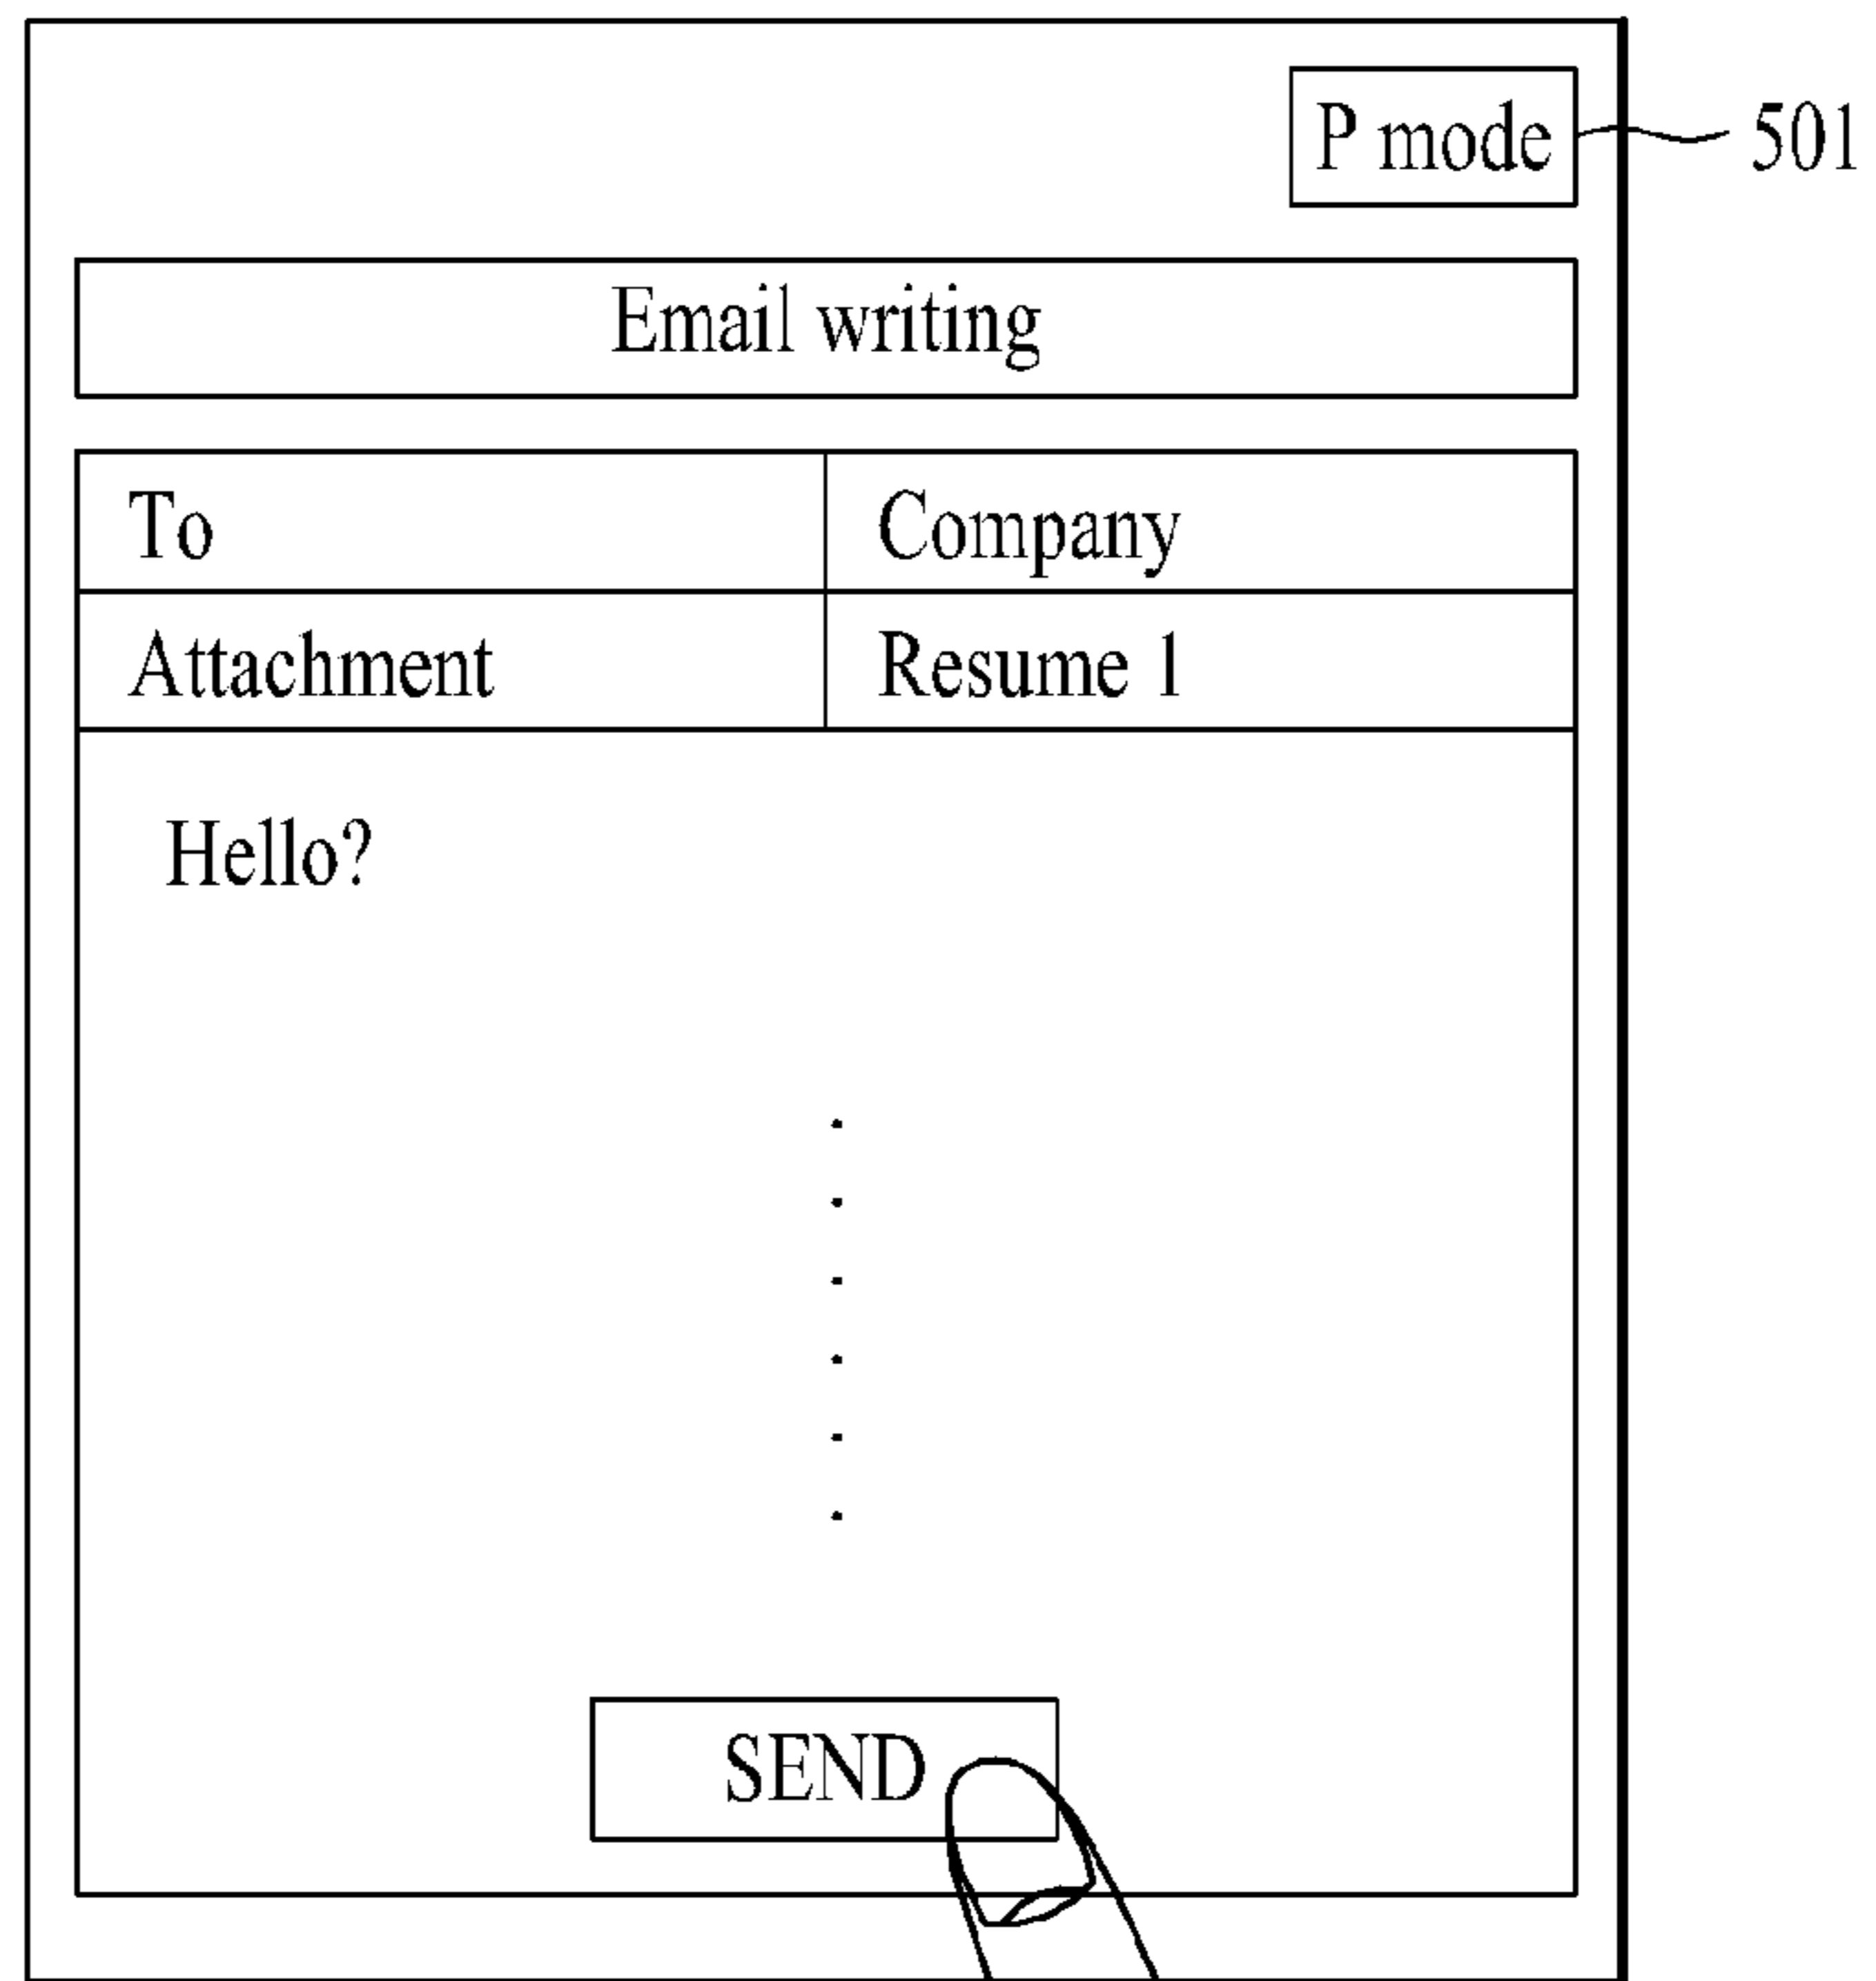 P mode 501
Email writing
To Company
Attachment Resume 1
Hello?
SEND